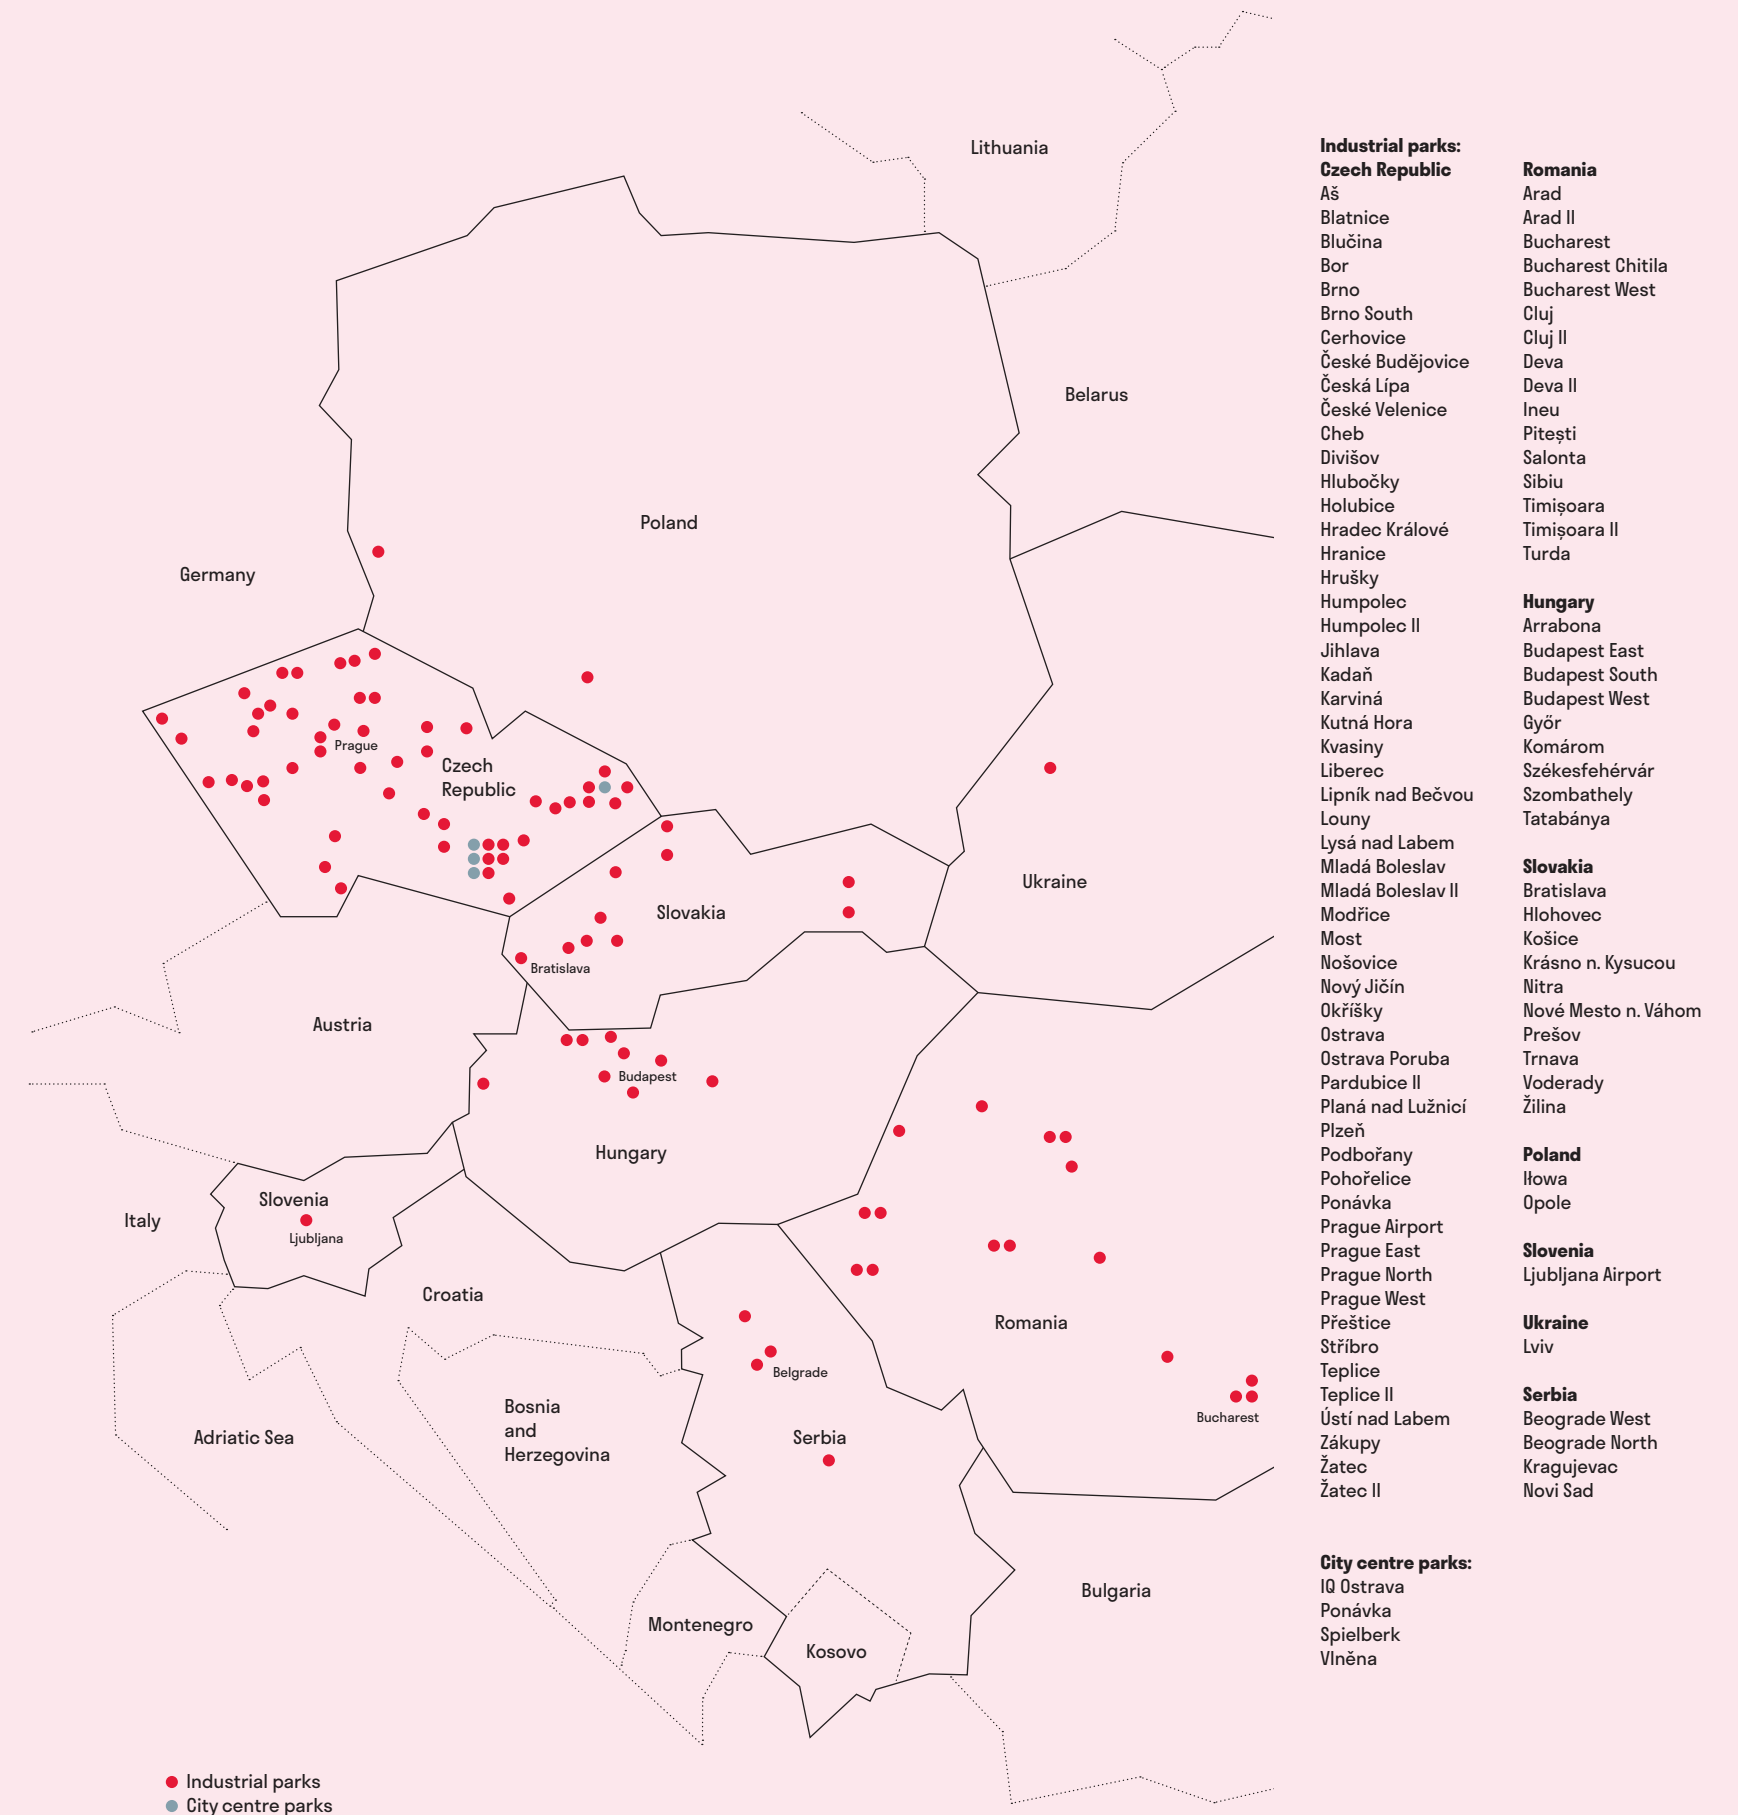 Lithuania
Belarus
Poland
Germany
Prague
Czech
Republic
Ukraine
Slovakia
Bratislava
Austria
Budapest
Hungary
Slovenia
Ljubljana
Italy
Croatia
Romania
Belgrade
Bosnia
and
Herzegovina
Bucharest
Adriatic Sea
Serbia
Bulgaria
Montenegro
Kosovo
Industrial parks
City centre parks
Industrial parks:
Czech Republic
Aš
Blatnice
Blučina
Bor
Brno
Brno South
Cerhovice
České Budějovice
Česká Lípa
České Velenice
Cheb
Divišov
Hlubočky
Holubice
Hradec Králové
Hranice
Hrušky
Humpolec
Humpolec II
Jihlava
Kadaň
Karviná
Kutná Hora
Kvasiny
Liberec
Lipník nad Bečvou
Louny
Lysá nad Labem
Mladá Boleslav
Mladá Boleslav II
Modřice
Most
Nošovice
Nový Jičín
Okříšky
Ostrava
Ostrava Poruba
Pardubice II
Planá nad Lužnicí
Plzeň
Podbořany
Pohořelice
Ponávka
Prague Airport
Prague East
Prague North
Prague West
Přeštice
Stříbro
Teplice
Teplice II
Ústí nad Labem
Zákupy
Žatec
Žatec II
Romania
Arad
Arad II
Bucharest
Bucharest Chitila
Bucharest West
Cluj
Cluj II
Deva
Deva II
Ineu
Pitești
Salonta
Sibiu
Timișoara
Timișoara II
Turda
Hungary
Arrabona
Budapest East
Budapest South
Budapest West
Győr
Komárom
Székesfehérvár
Szombathely
Tatabánya
Slovakia
Bratislava
Hlohovec
Košice
Krásno n. Kysucou
Nitra
Nové Mesto n. Váhom
Prešov
Trnava
Voderady
Žilina
Poland
Iłowa
Opole
Slovenia
Ljubljana Airport
Ukraine
Lviv
Serbia
Beograde West
Beograde North
Kragujevac
Novi Sad
City centre parks:
IQ Ostrava
Ponávka
Spielberk
Vlněna